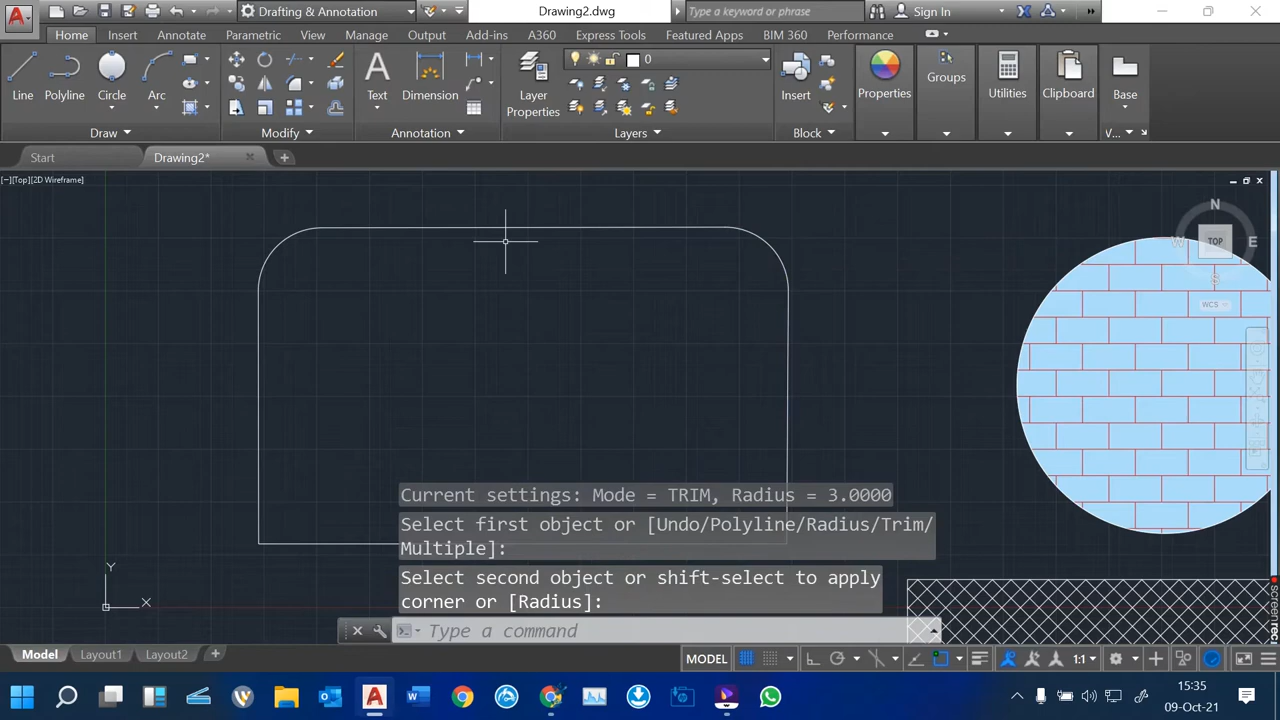 Drafting & Annotation
Drawing2.dwg
Type a keyword or phrase
Sign In
Home Insert Annotate Parametric View Manage Output Add-ins A360 Express Tools Featured Apps BIM 360 Performance
0
Line Polyline Circle Arc
Text Dimension
Layer
Properties
Insert
Properties Groups Utilities Clipboard Base
Draw Modify Annotation Layers Block V...
Start Drawing2*
[−][Top][2D Wireframe]
N
W TOP E
S
WCS
Current settings: Mode = TRIM, Radius = 3.0000
Select first object or [Undo/Polyline/Radius/Trim/
Multiple]:
Select second object or shift-select to apply
corner or [Radius]:
Y
X
Type a command
Model Layout1 Layout2
MODEL 1:1
15:35
09-Oct-21